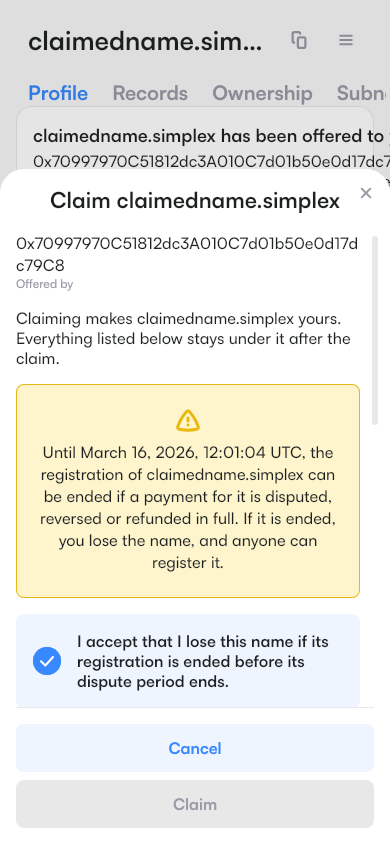 claimedname.sim...
Profile Records Ownership Subn
claimedname.simplex has been offered to
0x70997970C51812dc3A010C7d01b50e0d17dc7
Claim claimedname.simplex
0x70997970C51812dc3A010C7d01b50e0d17d
c79C8
Offered by
Claiming makes claimedname.simplex yours.
Everything listed below stays under it after the
claim.
Until March 16, 2026, 12:01:04 UTC, the
registration of claimedname.simplex can
be ended if a payment for it is disputed,
reversed or refunded in full. If it is ended,
you lose the name, and anyone can
register it.
I accept that I lose this name if its
registration is ended before its
dispute period ends.
Cancel
Claim